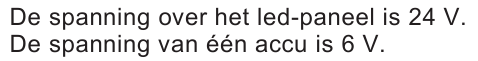 De spanning over het led-paneel is 24 V.
De spanning van één accu is 6 V.